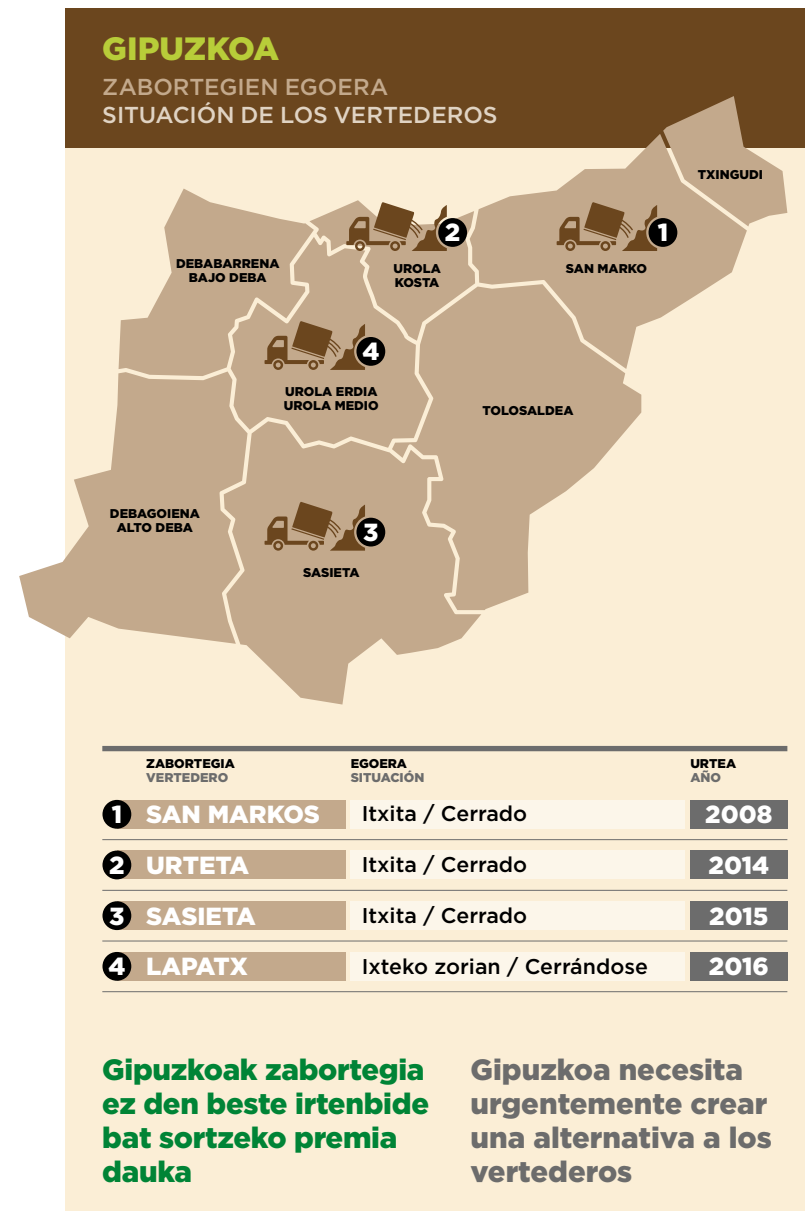 GIPUZKOA
ZABORTEGIEN EGOERA
SITUACIÓN DE LOS VERTEDEROS
TXINGUDI
1
SAN MARKO
2
UROLA
KOSTA
DEBABARRENA
BAJO DEBA
4
UROLA ERDIA
UROLA MEDIO
TOLOSALDEA
DEBAGOIENA
ALTO DEBA
3
SASIETA
ZABORTEGIA EGOERA URTEA
VERTEDERO SITUACIÓN AÑO
1 SAN MARKOS Itxita / Cerrado 2008
2 URTETA Itxita / Cerrado 2014
3 SASIETA Itxita / Cerrado 2015
4 LAPATX Ixteko zorian / Cerrándose 2016
Gipuzkoak zabortegia
ez den beste irtenbide
bat sortzeko premia
dauka
Gipuzkoa necesita
urgentemente crear
una alternativa a los
vertederos